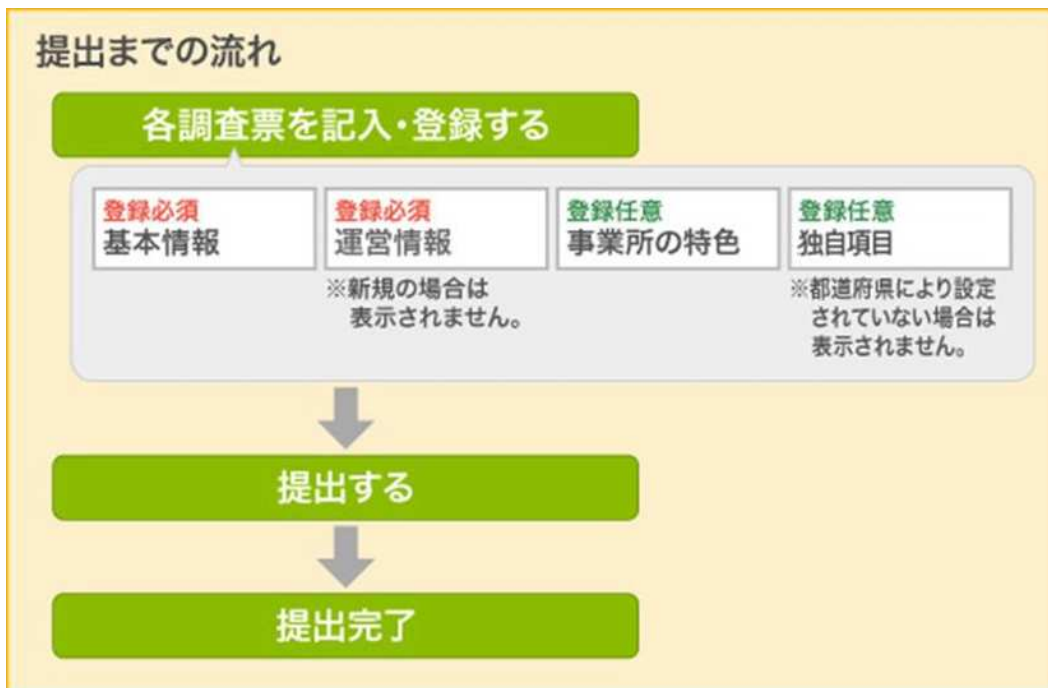 提出までの流れ
各調査票を記入・登録する
登録必須
基本情報
登録必須
運営情報
※新規の場合は
表示されません。
登録任意
事業所の特色
登録任意
独自項目
※都道府県により設定
されていない場合は
表示されません。
提出する
提出完了